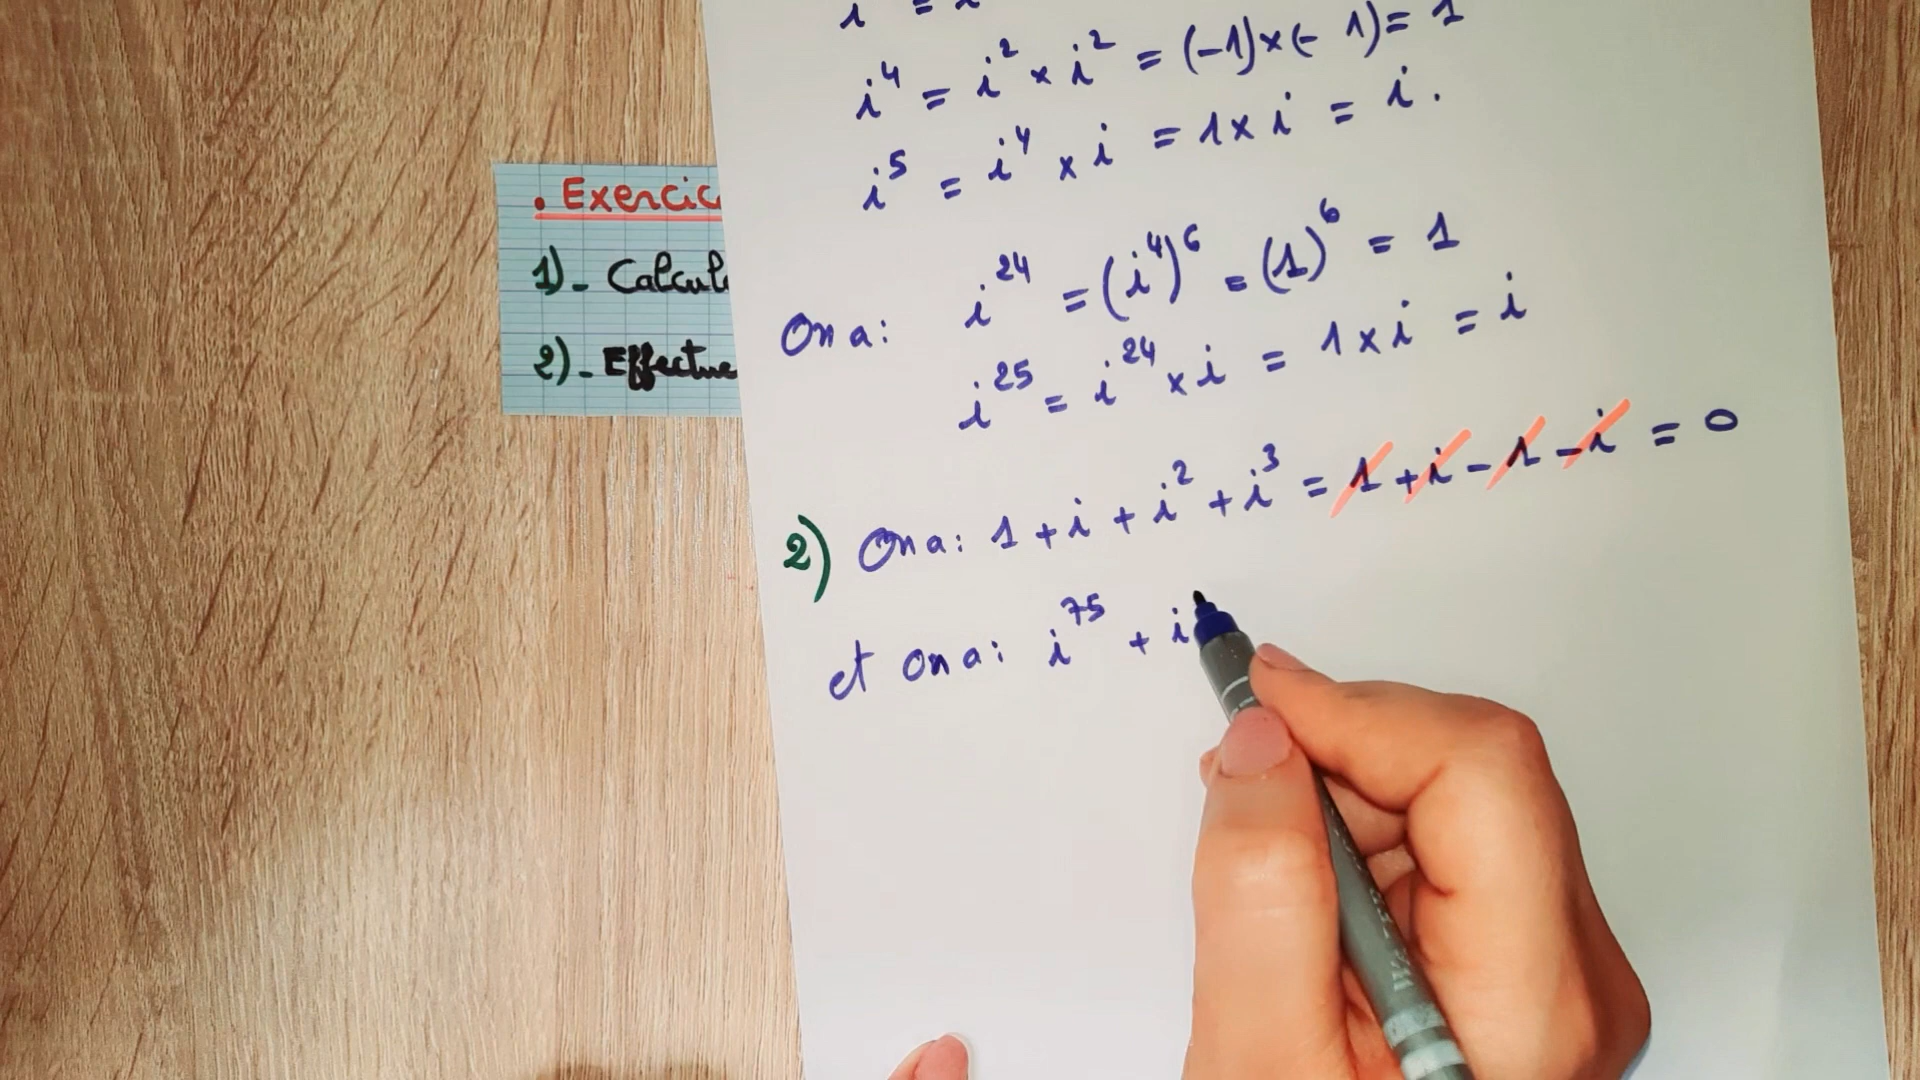 i = i
i⁴ = i² × i² = (-1)×(- 1)= 1
i⁵ = i⁴ × i = 1× i = i .
. Exercic
1)- Calcul
2)- Effectue
On a: i²⁴ = (i⁴)⁶ = (1)⁶ = 1
i²⁵ = i²⁴ × i = 1 × i = i
2) On a: 1 + i + i² + i³ = 1 + i - 1 - i = 0
et on a: i⁷⁵ + i